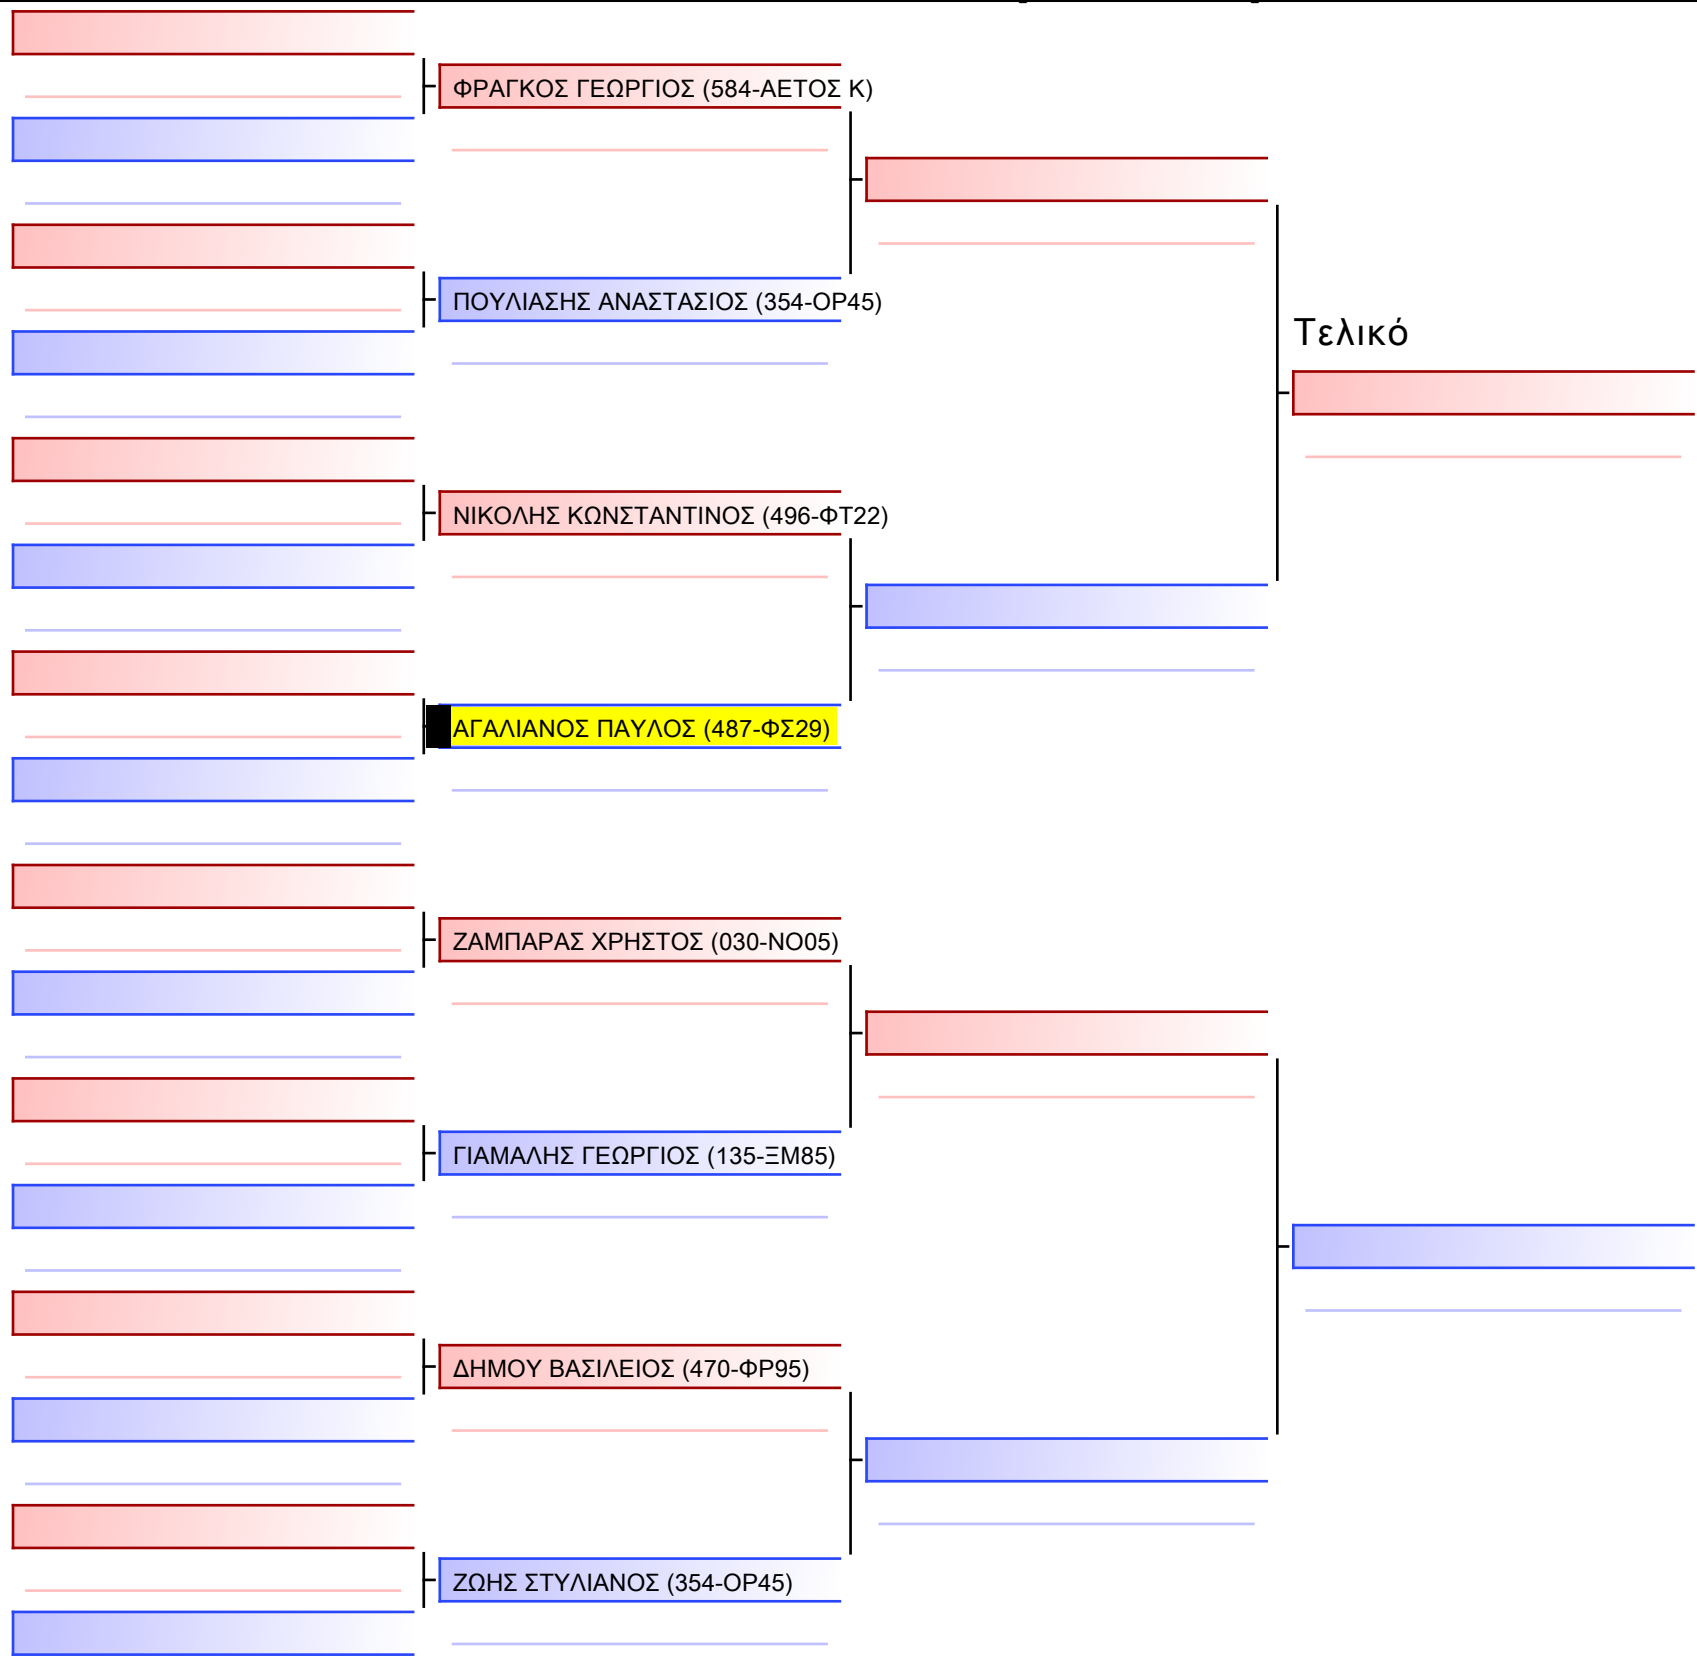 ΦΡΑΓΚΟΣ ΓΕΩΡΓΙΟΣ (584-ΑΕΤΟΣ Κ)
ΠΟΥΛΙΑΣΗΣ ΑΝΑΣΤΑΣΙΟΣ (354-ΟΡ45)
Τελικό
ΝΙΚΟΛΗΣ ΚΩΝΣΤΑΝΤΙΝΟΣ (496-ΦΤ22)
ΑΓΑΛΙΑΝΟΣ ΠΑΥΛΟΣ (487-ΦΣ29)
ΖΑΜΠΑΡΑΣ ΧΡΗΣΤΟΣ (030-ΝΟ05)
ΓΙΑΜΑΛΗΣ ΓΕΩΡΓΙΟΣ (135-ΞΜ85)
ΔΗΜΟΥ ΒΑΣΙΛΕΙΟΣ (470-ΦΡ95)
ΖΩΗΣ ΣΤΥΛΙΑΝΟΣ (354-ΟΡ45)